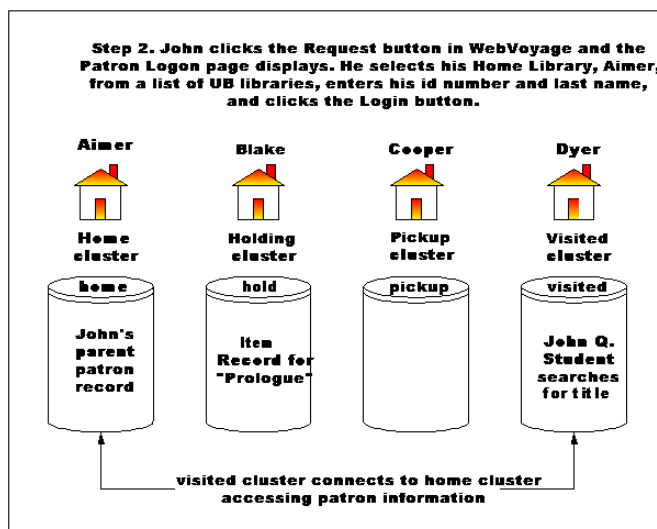 Step 2. John clicks the Request button in WebVoyage and the
Patron Logon page displays. He selects his Home Library, Aimer,
from a list of UB libraries, enters his id number and last name,
and clicks the Login button.
Aimer Blake Cooper Dyer
Home Holding Pickup Visited
cluster cluster cluster cluster
home hold pickup visited
John's
parent
patron
record
Item
Record for
"Prologue"
John Q.
Student
searches
for title
visited cluster connects to home cluster
accessing patron information